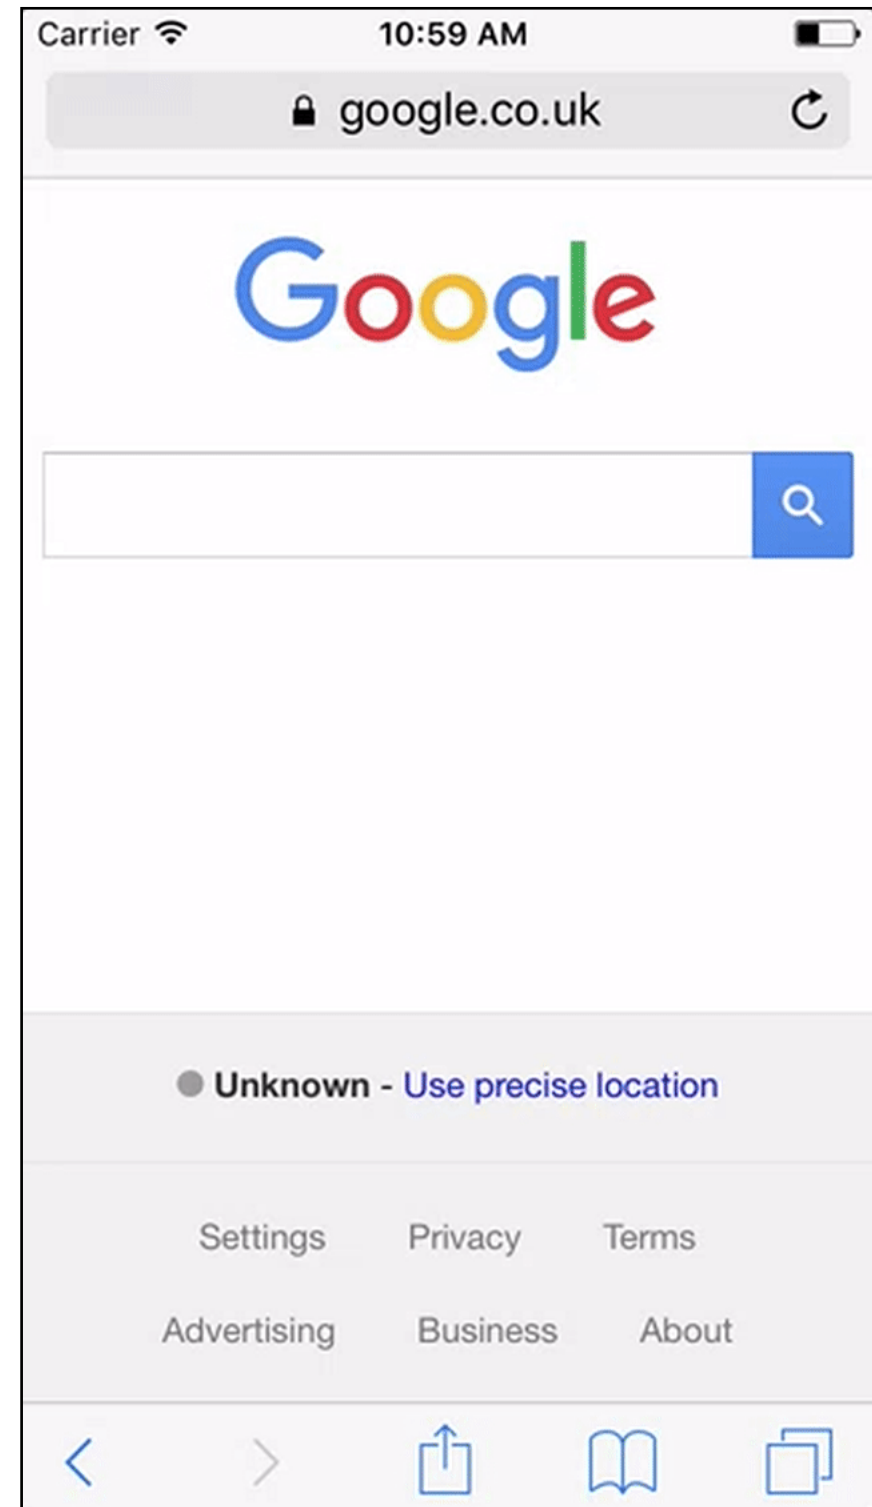 Carrier 10:59 AM
google.co.uk
Google
Unknown - Use precise location
Settings Privacy Terms
Advertising Business About